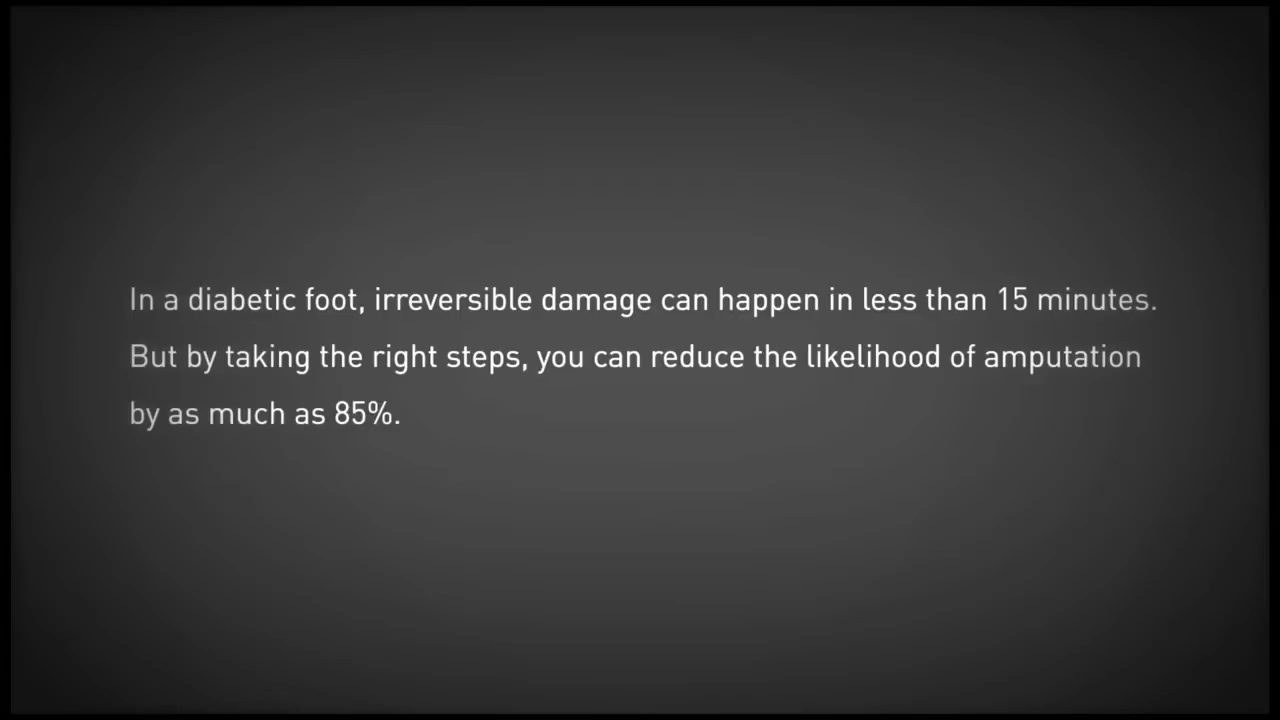 In a diabetic foot, irreversible damage can happen in less than 15 minutes.
But by taking the right steps, you can reduce the likelihood of amputation
by as much as 85%.